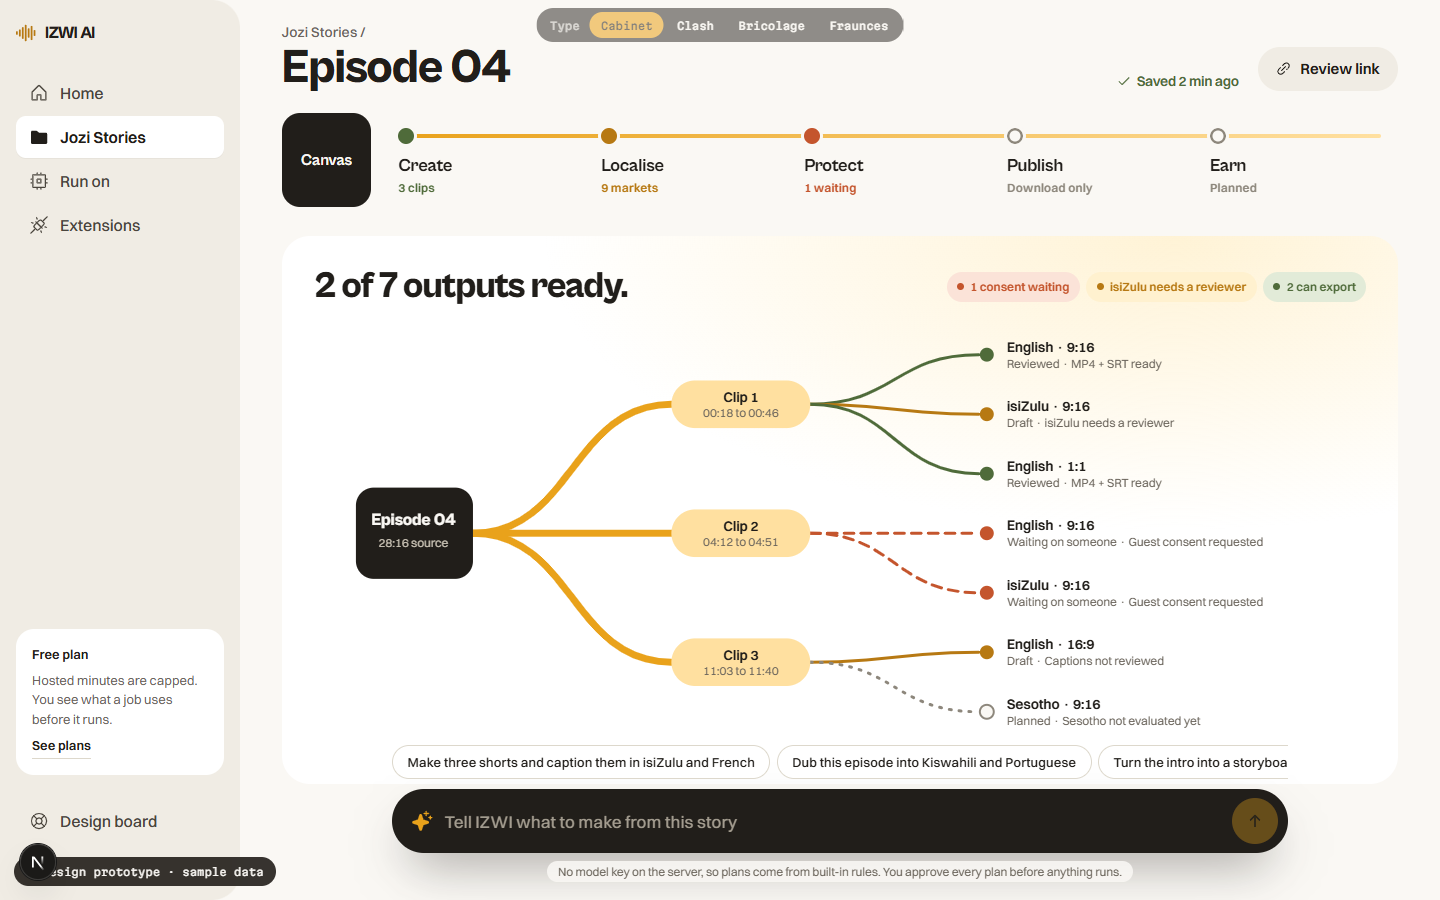 IZWI AI
Home
Jozi Stories
Run on
Extensions
Free plan
Hosted minutes are capped.
You see what a job uses
before it runs.
See plans
Design board
N
sign prototype · sample data
Type
Cabinet
Clash
Bricolage
Fraunces
Jozi Stories /
Episode 04
Saved 2 min ago
Review link
Canvas
Create
3 clips
Localise
9 markets
Protect
1 waiting
Publish
Download only
Earn
Planned
2 of 7 outputs ready.
1 consent waiting
isiZulu needs a reviewer
2 can export
Episode 04
28:16 source
Clip 1
00:18 to 00:46
Clip 2
04:12 to 04:51
Clip 3
11:03 to 11:40
English · 9:16
Reviewed · MP4 + SRT ready
isiZulu · 9:16
Draft · isiZulu needs a reviewer
English · 1:1
Reviewed · MP4 + SRT ready
English · 9:16
Waiting on someone · Guest consent requested
isiZulu · 9:16
Waiting on someone · Guest consent requested
English · 16:9
Draft · Captions not reviewed
Sesotho · 9:16
Planned · Sesotho not evaluated yet
Make three shorts and caption them in isiZulu and French
Dub this episode into Kiswahili and Portuguese
Turn the intro into a storyboa
Tell IZWI what to make from this story
No model key on the server, so plans come from built-in rules. You approve every plan before anything runs.